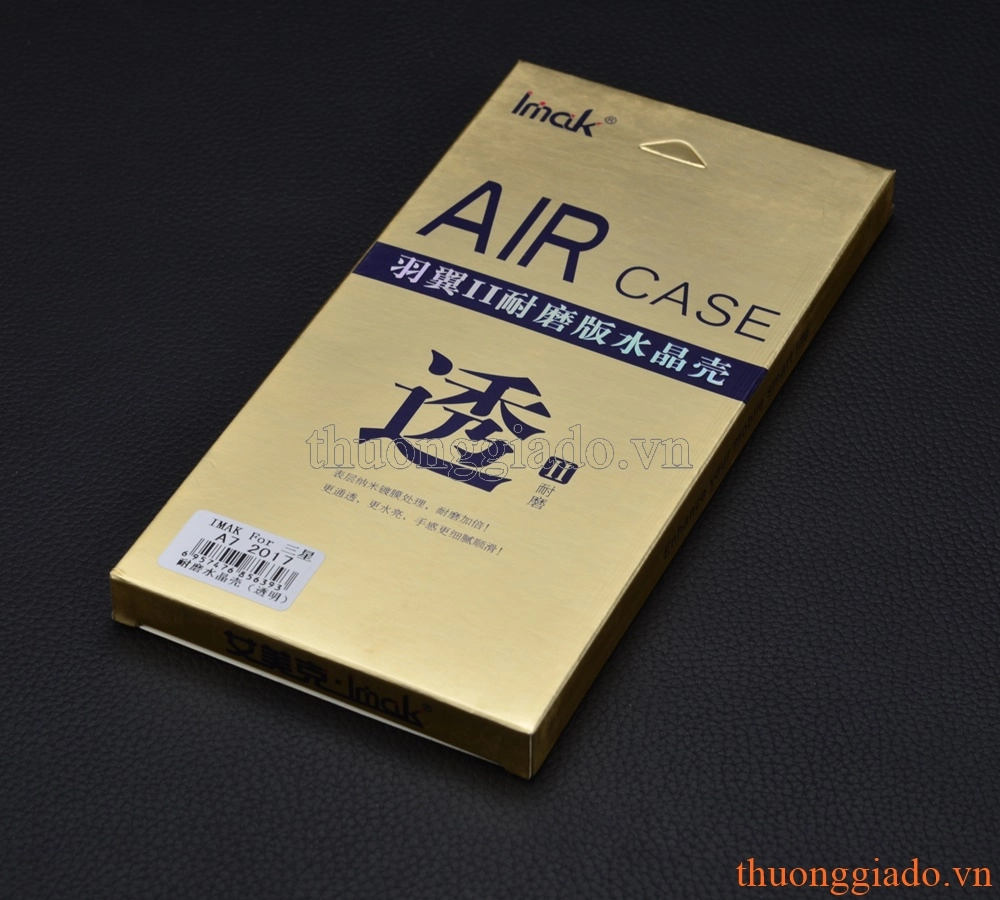 Imak®
AIR CASE
羽翼II耐磨版水晶壳
透
II
耐磨
thuonggiado.vn
表层纳米镀膜处理，耐磨加倍！
更通透，更水亮，手感更细腻顺滑！
IMAK For 三星
A7 2017
6 957476 856393
耐磨水晶壳（透明）
艾美克·Imak®
thuonggiado.vn